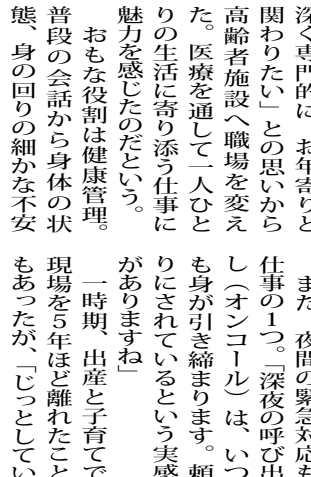 深く専門的に お年寄りと
関わりたい」との思いから
高齢者施設へ職場を変え
た。医療を通して一人ひと
りの生活に寄り添う仕事に
魅力を感じたのだという。
　おもな役割は健康管理。
普段の会話から身体の状
態、身の回りの細かな不安
　また 夜間の緊急対応も
仕事の1つ。「深夜の呼び出
し（オンコール）は、いつ
も身が引き締まります。頼
りにされているという実感
がありますね」
　一時期、出産と子育てで
現場を5年ほど離れたこと
もあったが、「じっとしてい